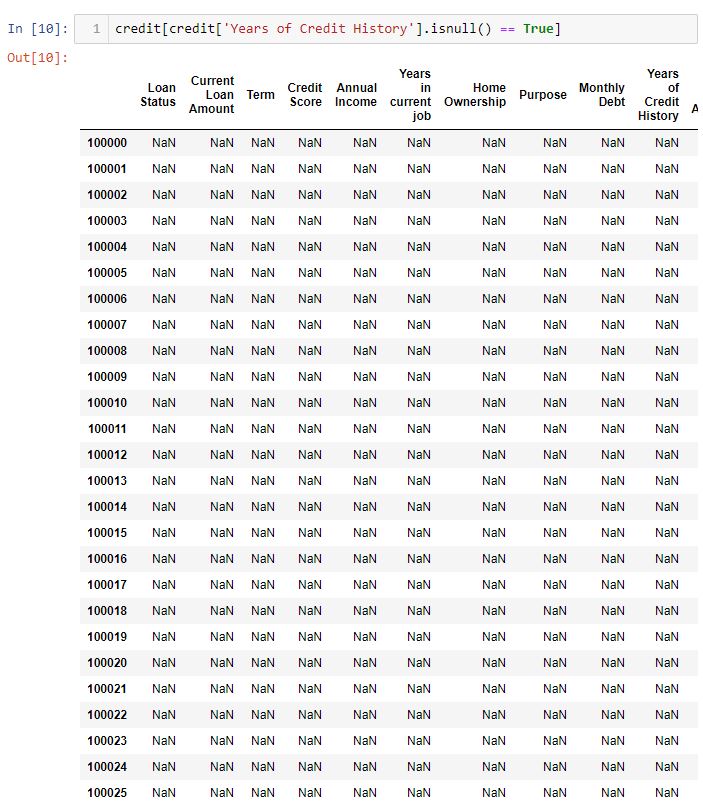 In [10]: 1 credit[credit['Years of Credit History'].isnull() == True]
Out[10]:
Loan Status Current Loan Amount Term Credit Score Annual Income Years in current job Home Ownership Purpose Monthly Debt Years of Credit History A
100000 NaN NaN NaN NaN NaN NaN NaN NaN NaN NaN
100001 NaN NaN NaN NaN NaN NaN NaN NaN NaN NaN
100002 NaN NaN NaN NaN NaN NaN NaN NaN NaN NaN
100003 NaN NaN NaN NaN NaN NaN NaN NaN NaN NaN
100004 NaN NaN NaN NaN NaN NaN NaN NaN NaN NaN
100005 NaN NaN NaN NaN NaN NaN NaN NaN NaN NaN
100006 NaN NaN NaN NaN NaN NaN NaN NaN NaN NaN
100007 NaN NaN NaN NaN NaN NaN NaN NaN NaN NaN
100008 NaN NaN NaN NaN NaN NaN NaN NaN NaN NaN
100009 NaN NaN NaN NaN NaN NaN NaN NaN NaN NaN
100010 NaN NaN NaN NaN NaN NaN NaN NaN NaN NaN
100011 NaN NaN NaN NaN NaN NaN NaN NaN NaN NaN
100012 NaN NaN NaN NaN NaN NaN NaN NaN NaN NaN
100013 NaN NaN NaN NaN NaN NaN NaN NaN NaN NaN
100014 NaN NaN NaN NaN NaN NaN NaN NaN NaN NaN
100015 NaN NaN NaN NaN NaN NaN NaN NaN NaN NaN
100016 NaN NaN NaN NaN NaN NaN NaN NaN NaN NaN
100017 NaN NaN NaN NaN NaN NaN NaN NaN NaN NaN
100018 NaN NaN NaN NaN NaN NaN NaN NaN NaN NaN
100019 NaN NaN NaN NaN NaN NaN NaN NaN NaN NaN
100020 NaN NaN NaN NaN NaN NaN NaN NaN NaN NaN
100021 NaN NaN NaN NaN NaN NaN NaN NaN NaN NaN
100022 NaN NaN NaN NaN NaN NaN NaN NaN NaN NaN
100023 NaN NaN NaN NaN NaN NaN NaN NaN NaN NaN
100024 NaN NaN NaN NaN NaN NaN NaN NaN NaN NaN
100025 NaN NaN NaN NaN NaN NaN NaN NaN NaN NaN